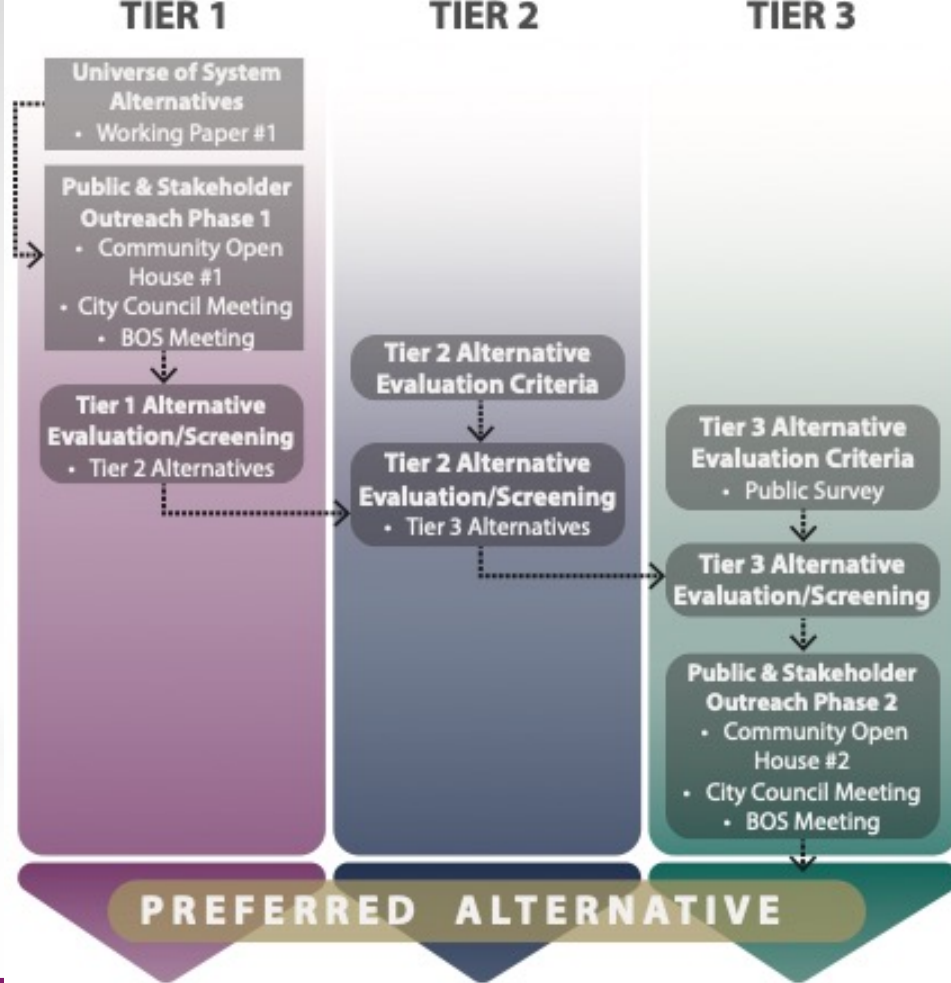 TIER 1
Universe of System
Alternatives
• Working Paper #1
Public & Stakeholder
Outreach Phase 1
• Community Open
House #1
• City Council Meeting
• BOS Meeting
Tier 1 Alternative
Evaluation/Screening
• Tier 2 Alternatives
TIER 2
Tier 2 Alternative
Evaluation Criteria
Tier 2 Alternative
Evaluation/Screening
• Tier 3 Alternatives
TIER 3
Tier 3 Alternative
Evaluation Criteria
• Public Survey
Tier 3 Alternative
Evaluation/Screening
Public & Stakeholder
Outreach Phase 2
• Community Open
House #2
• City Council Meeting
• BOS Meeting
PREFERRED ALTERNATIVE